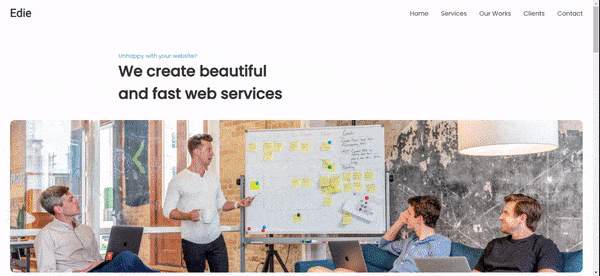 Edie
Home Services Our Works Clients Contact
Unhappy with your website?
We create beautiful
and fast web services